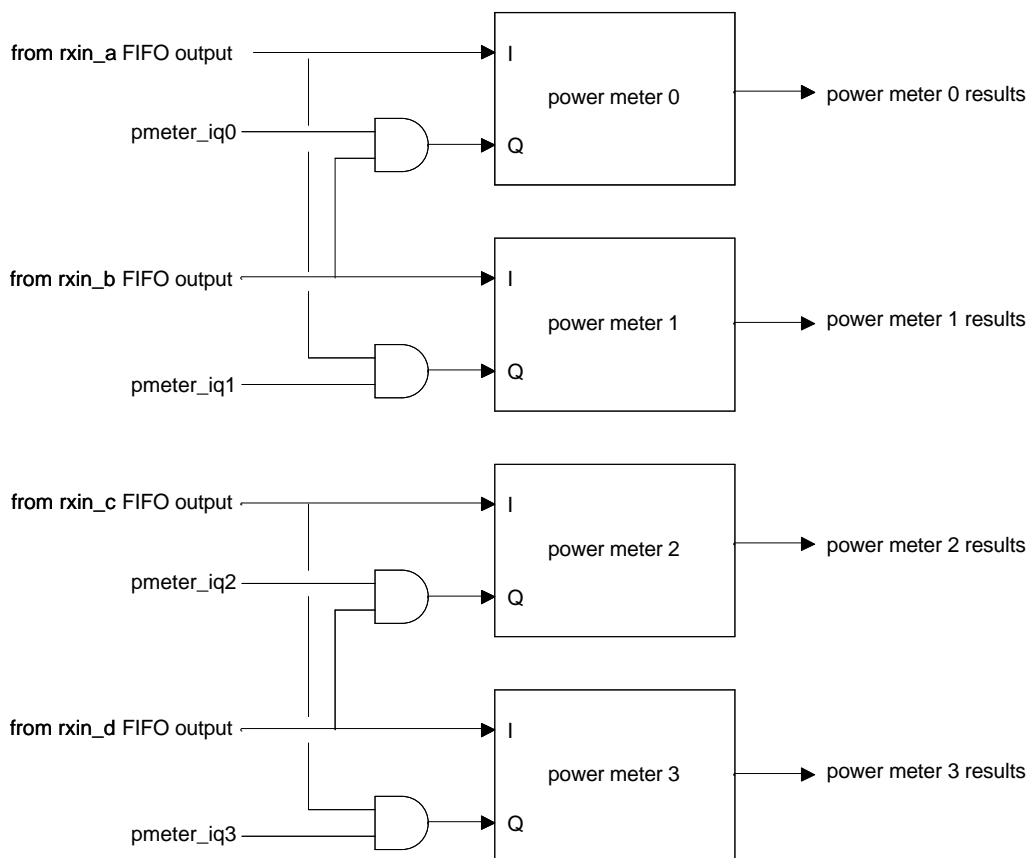 from rxin_a FIFO output
I
power meter 0
power meter 0 results
pmeter_iq0
Q
from rxin_b FIFO output
I
power meter 1
power meter 1 results
pmeter_iq1
Q
from rxin_c FIFO output
I
power meter 2
power meter 2 results
pmeter_iq2
Q
from rxin_d FIFO output
I
power meter 3
power meter 3 results
pmeter_iq3
Q